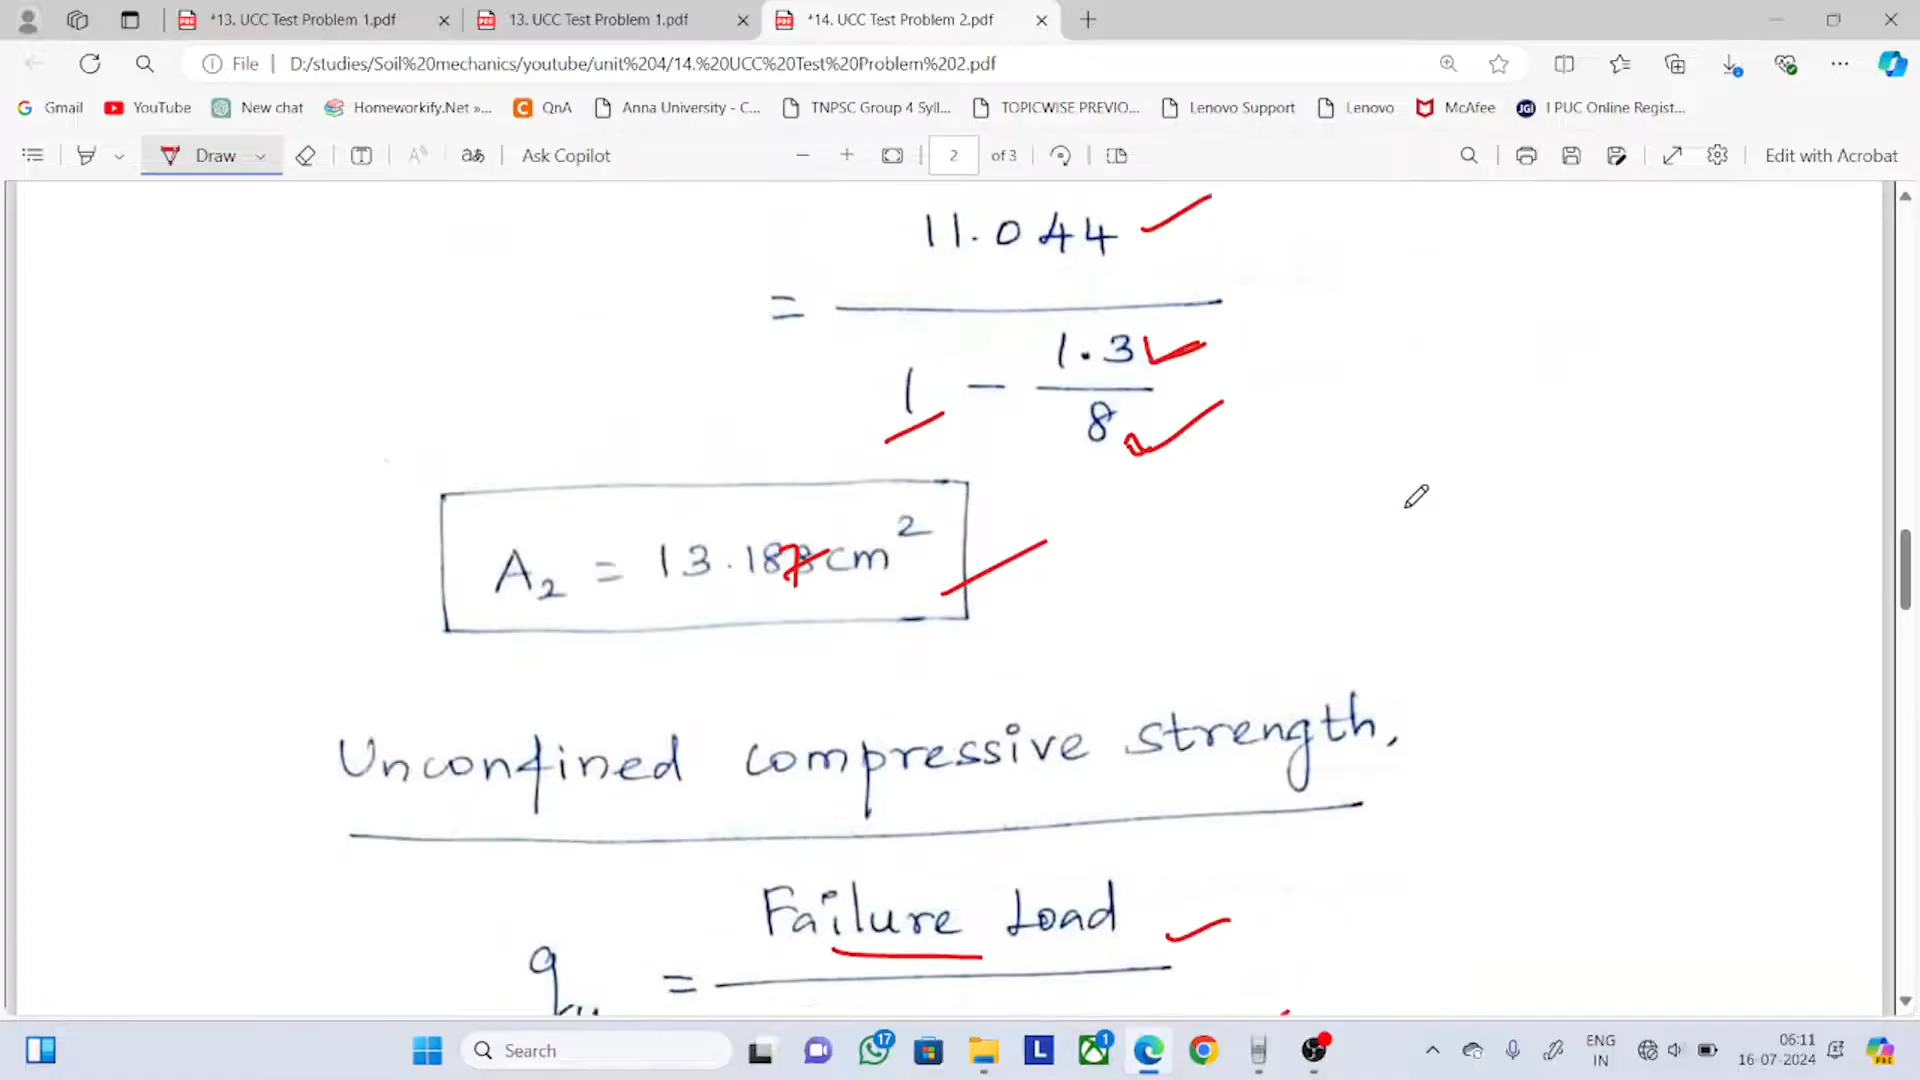 *13. UCC Test Problem 1.pdf
13. UCC Test Problem 1.pdf
*14. UCC Test Problem 2.pdf
File
D:/studies/Soil%20mechanics/youtube/unit%204/14.%20UCC%20Test%20Problem%202.pdf
Gmail
YouTube
New chat
Homeworkify.Net »...
QnA
Anna University - C...
TNPSC Group 4 Syll...
TOPICWISE PREVIO...
Lenovo Support
Lenovo
McAfee
I PUC Online Regist...
Draw
Ask Copilot
2 of 3
Edit with Acrobat
11.044
=
1.3
1 -
8
A₂ = 13.187 cm²
Unconfined compressive strength.
Failure Load
q =
Search
17
1
ENG
IN
06:11
16-07-2024